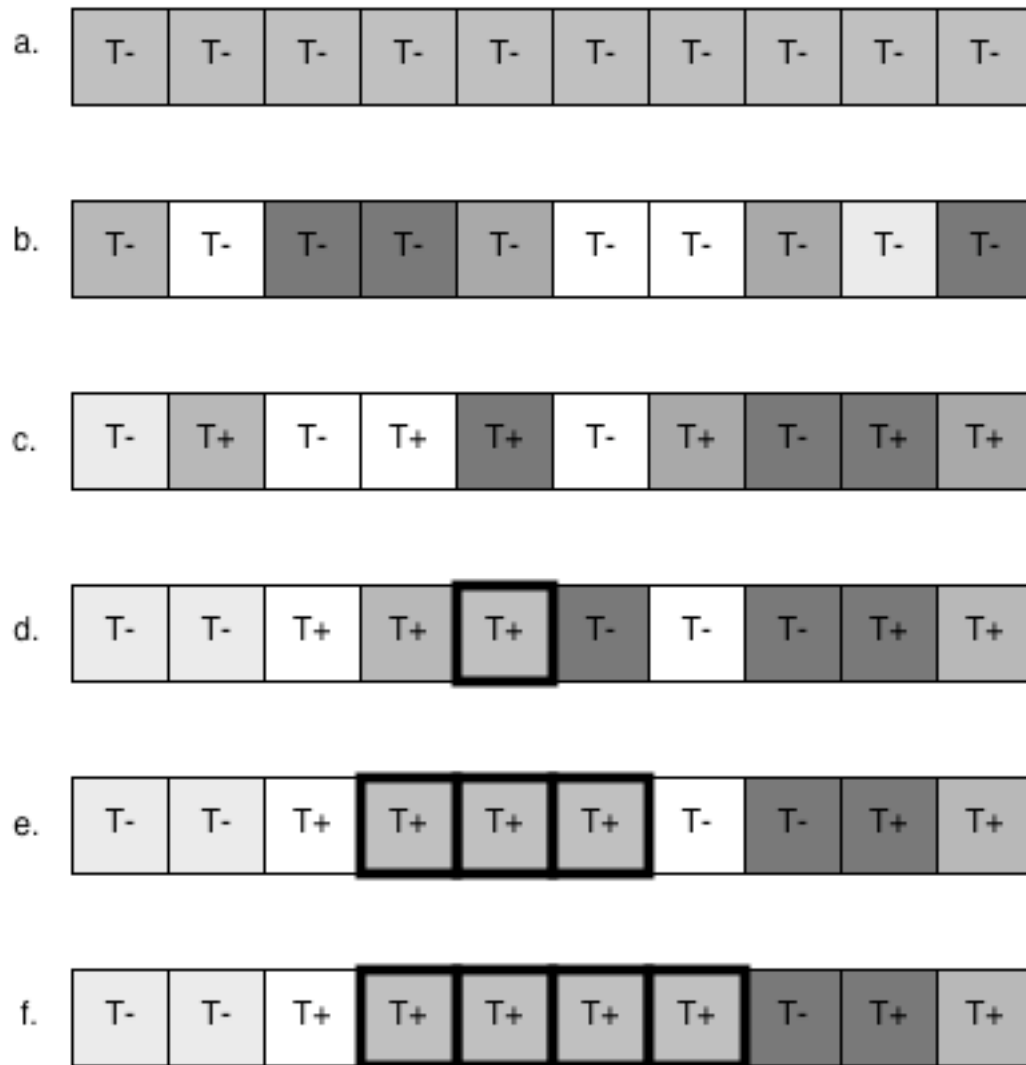 a. T- T- T- T- T- T- T- T- T- T-
b. T- T- T- T- T- T- T- T- T- T-
c. T- T+ T- T+ T+ T- T+ T- T+ T+
d. T- T- T+ T+ T+ T- T- T- T+ T+
e. T- T- T+ T+ T+ T+ T- T- T+ T+
f. T- T- T+ T+ T+ T+ T+ T- T+ T+